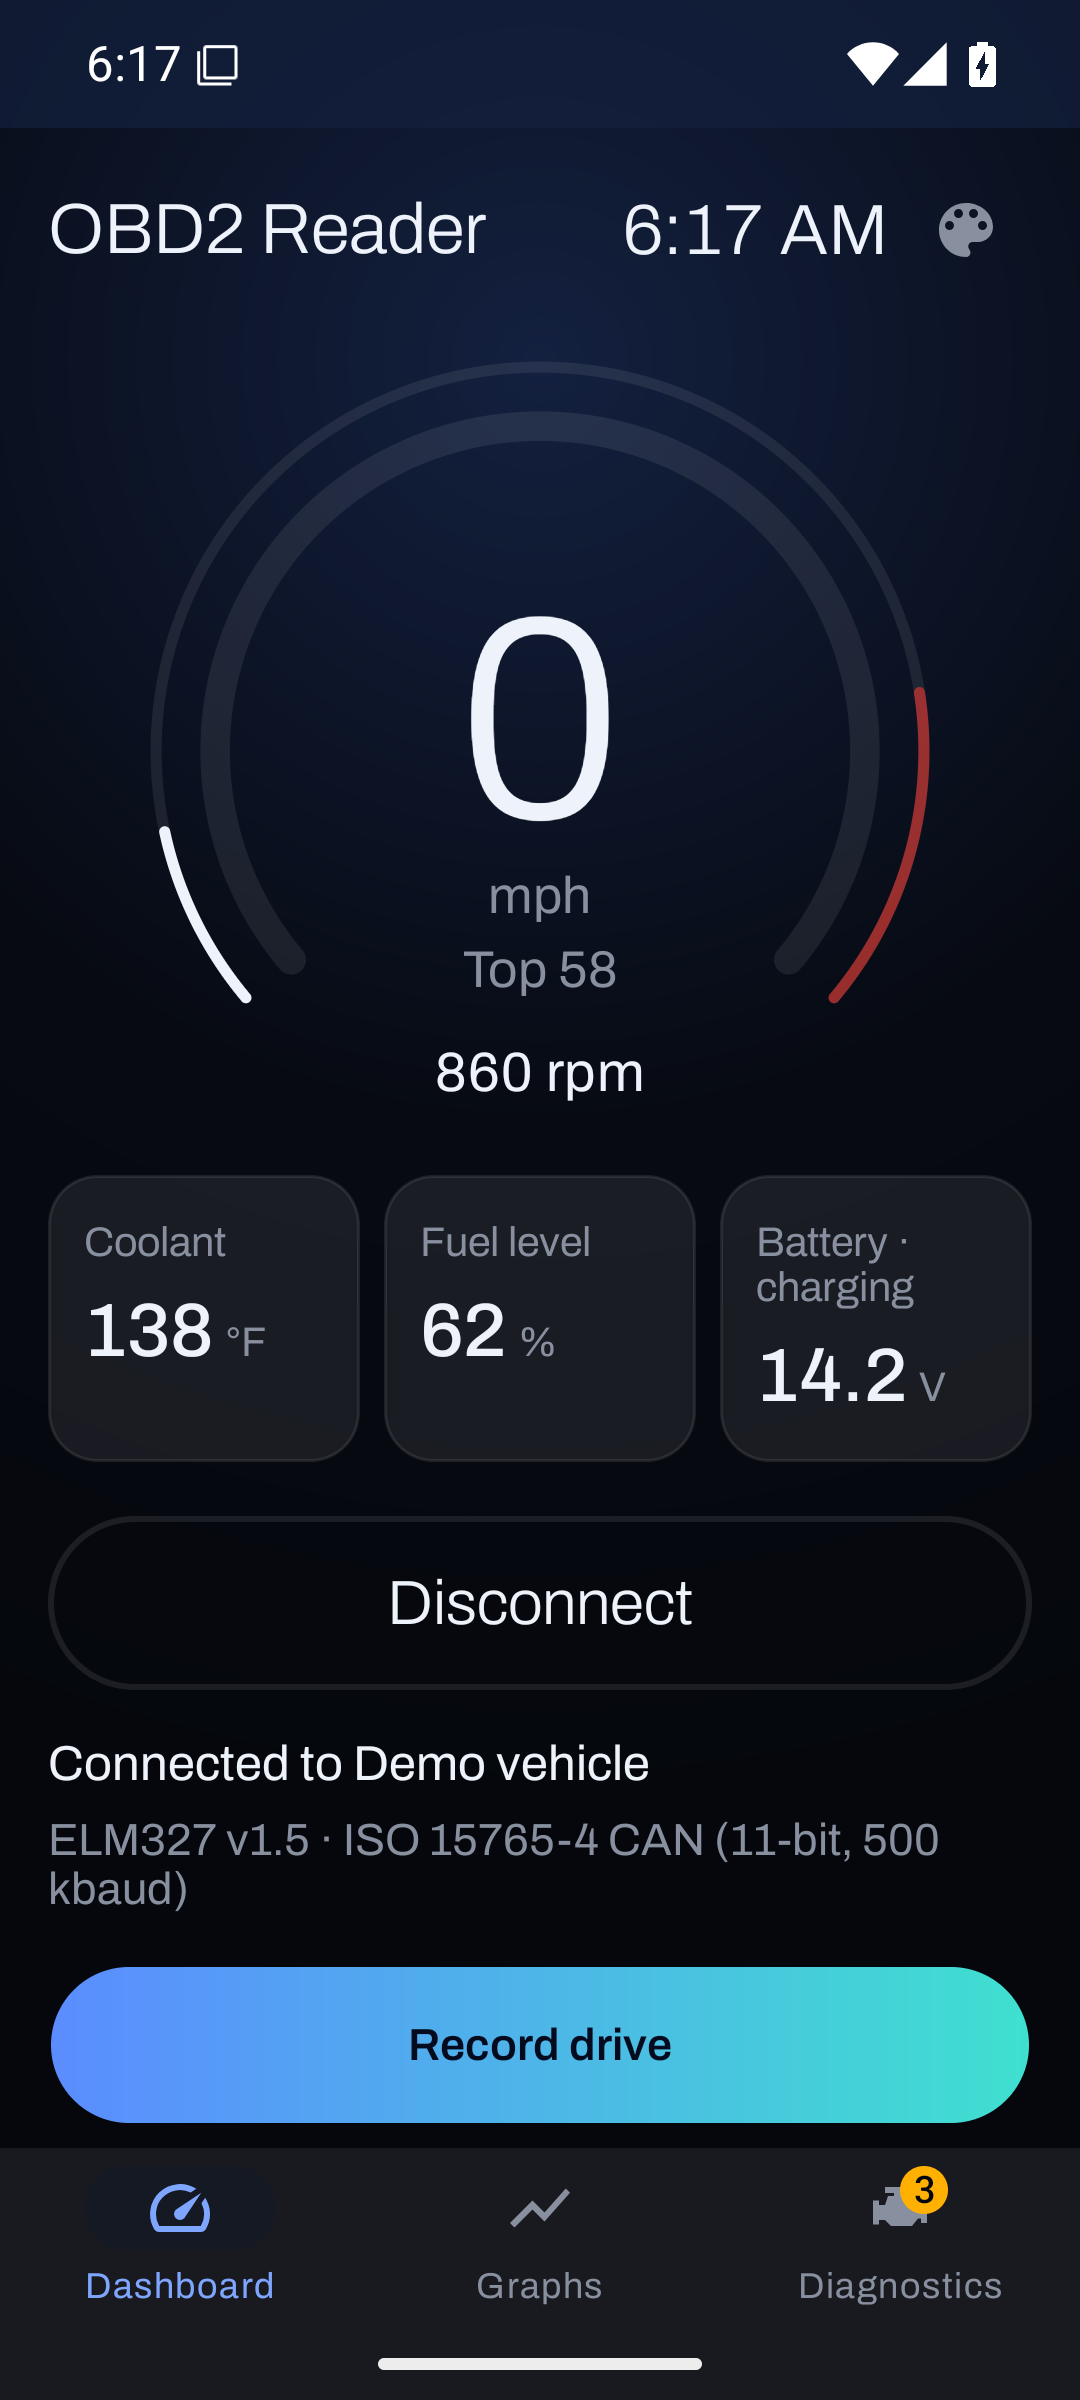 6:17
OBD2 Reader 6:17 AM
0
mph
Top 58
860 rpm
Coolant
138 °F
Fuel level
62 %
Battery ·
charging
14.2 V
Disconnect
Connected to Demo vehicle
ELM327 v1.5 · ISO 15765-4 CAN (11-bit, 500
kbaud)
Record drive
3
Dashboard Graphs Diagnostics